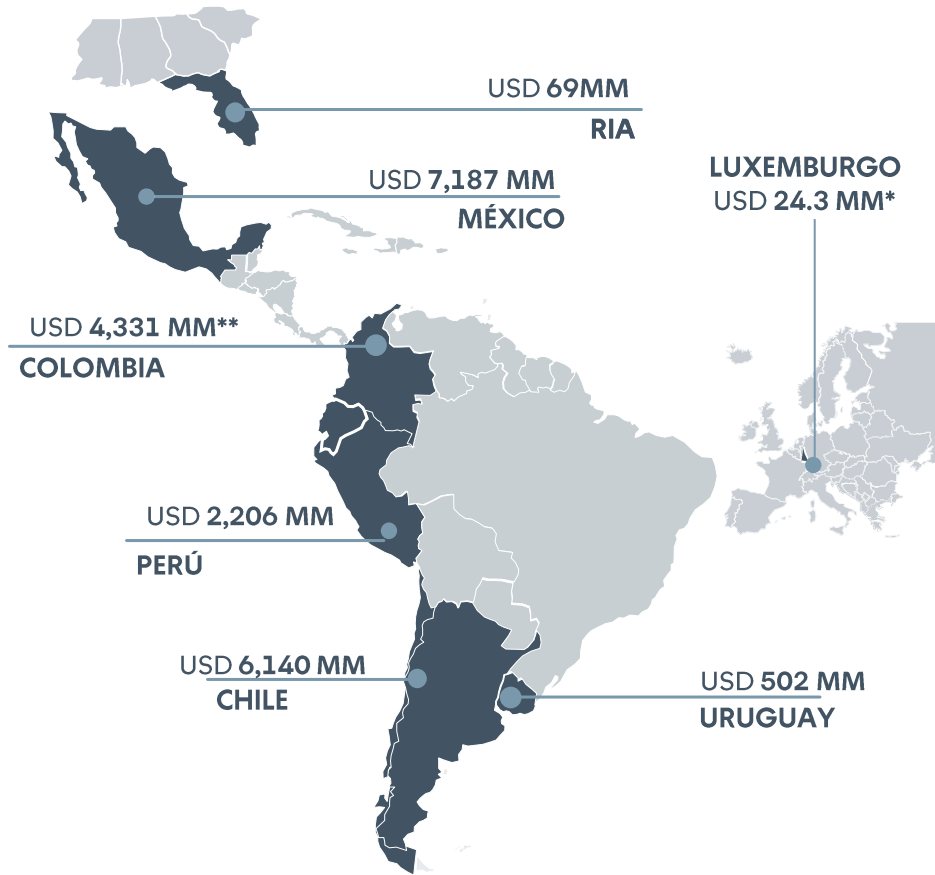 USD 69MM
RIA
USD 7,187 MM
MÉXICO
LUXEMBURGO
USD 24.3 MM*
USD 4,331 MM**
COLOMBIA
USD 2,206 MM
PERÚ
USD 6,140 MM
CHILE
USD 502 MM
URUGUAY